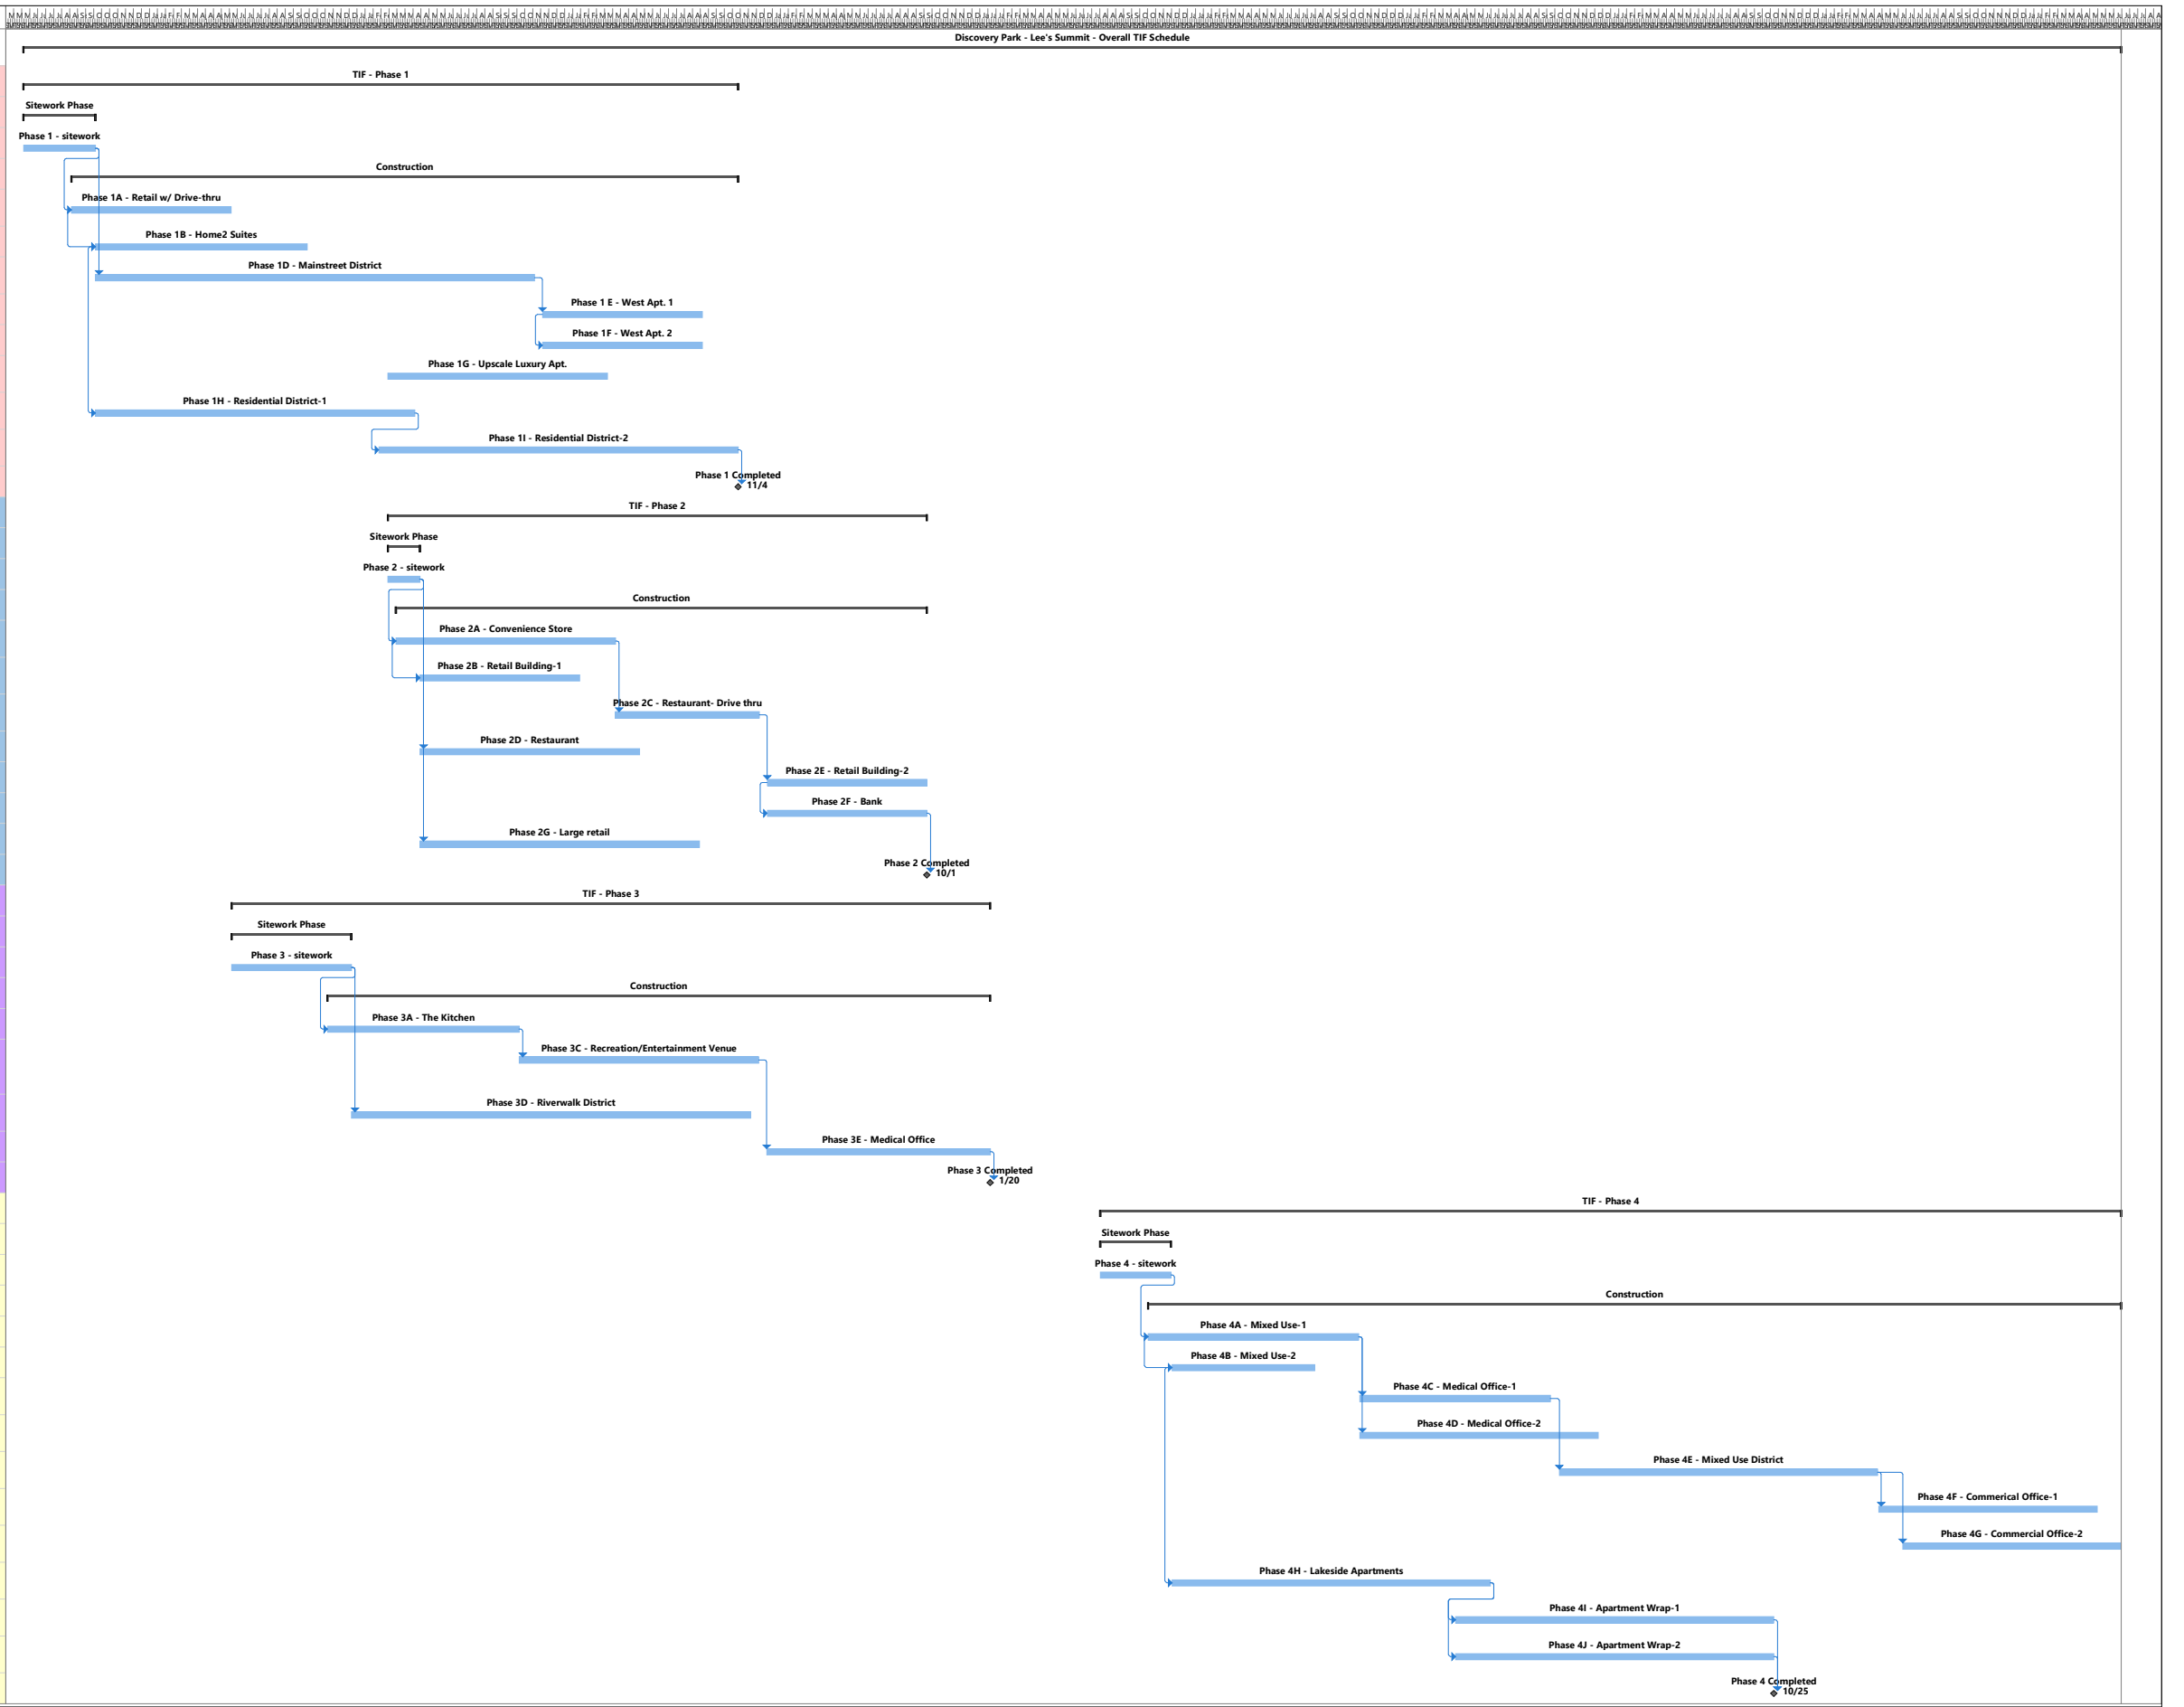 Discovery Park - Lee's Summit - Overall TIF Schedule
TIF - Phase 1
Sitework Phase
Phase 1 - sitework
Construction
Phase 1A - Retail w/ Drive-thru
Phase 1B - Home2 Suites
Phase 1D - Mainstreet District
Phase 1 E - West Apt. 1
Phase 1F - West Apt. 2
Phase 1G - Upscale Luxury Apt.
Phase 1H - Residential District-1
Phase 1I - Residential District-2
Phase 1 Completed
11/4
TIF - Phase 2
Sitework Phase
Phase 2 - sitework
Construction
Phase 2A - Convenience Store
Phase 2B - Retail Building-1
Phase 2C - Restaurant- Drive thru
Phase 2D - Restaurant
Phase 2E - Retail Building-2
Phase 2F - Bank
Phase 2G - Large retail
Phase 2 Completed
10/1
TIF - Phase 3
Sitework Phase
Phase 3 - sitework
Construction
Phase 3A - The Kitchen
Phase 3C - Recreation/Entertainment Venue
Phase 3D - Riverwalk District
Phase 3E - Medical Office
Phase 3 Completed
1/20
TIF - Phase 4
Sitework Phase
Phase 4 - sitework
Construction
Phase 4A - Mixed Use-1
Phase 4B - Mixed Use-2
Phase 4C - Medical Office-1
Phase 4D - Medical Office-2
Phase 4E - Mixed Use District
Phase 4F - Commerical Office-1
Phase 4G - Commercial Office-2
Phase 4H - Lakeside Apartments
Phase 4I - Apartment Wrap-1
Phase 4J - Apartment Wrap-2
Phase 4 Completed
10/25